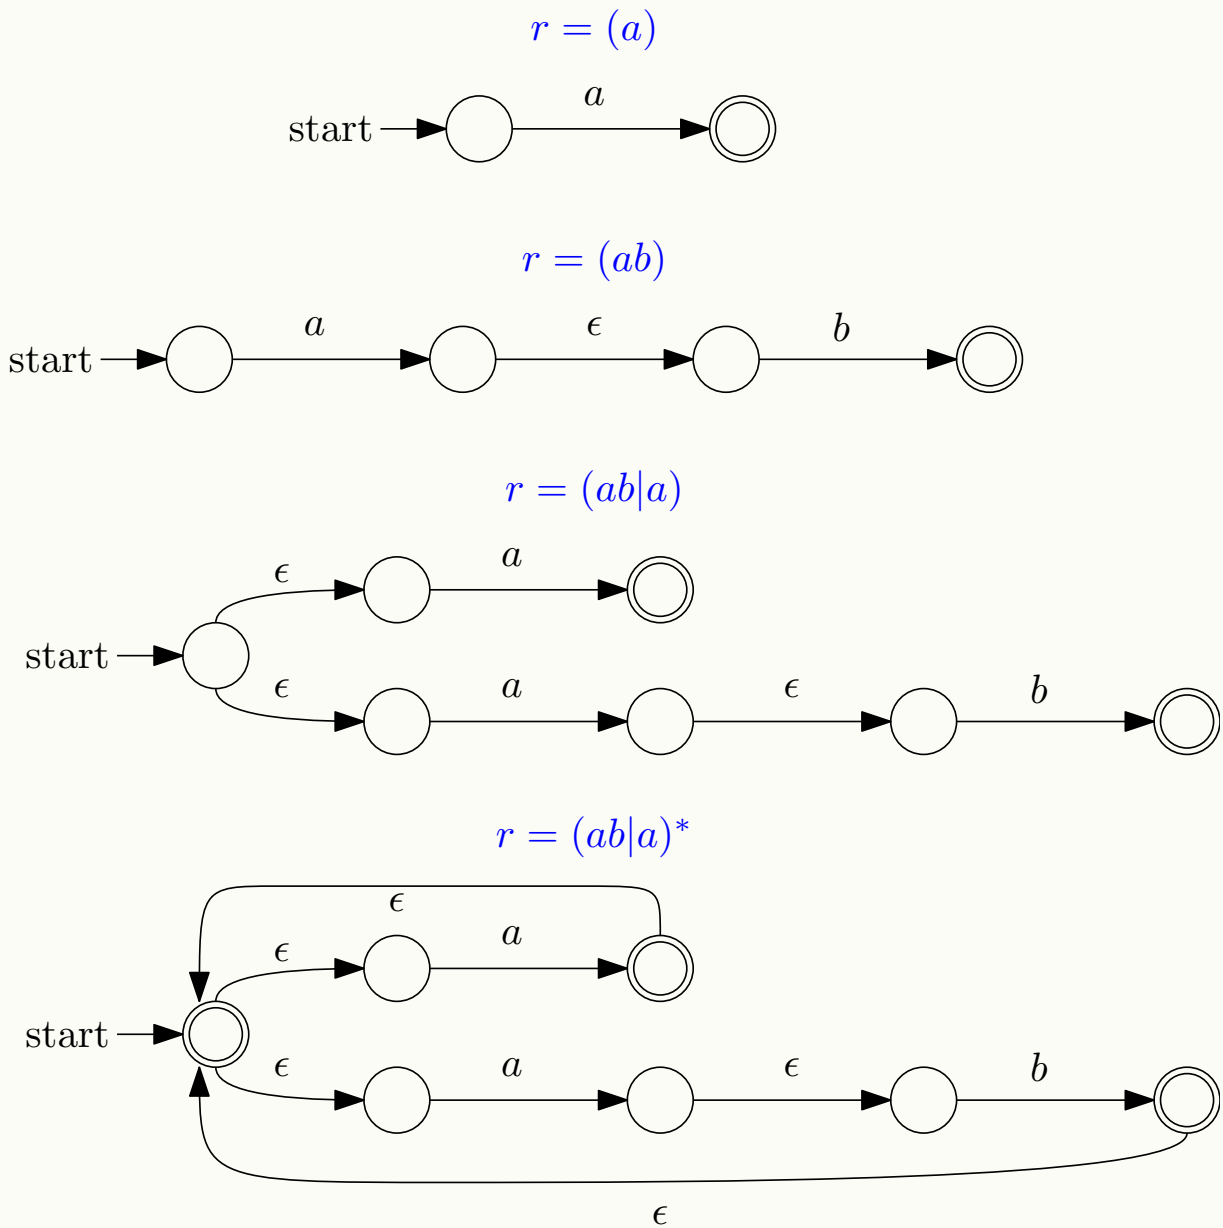 r = (a)
a
start
r = (ab)
a ϵ b
start
r = (ab|a)
ϵ a
start
ϵ a ϵ b
r = (ab|a)*
ϵ
ϵ a
start
ϵ a ϵ b
ϵ